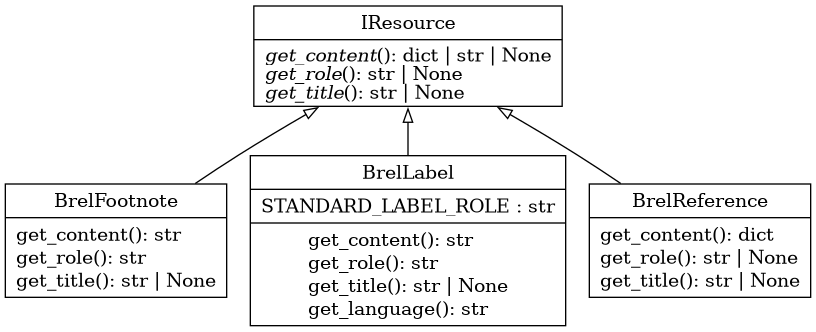 IResource
get_content(): dict | str | None
get_role(): str | None
get_title(): str | None
BrelFootnote
get_content(): str
get_role(): str
get_title(): str | None
BrelLabel
STANDARD_LABEL_ROLE : str
get_content(): str
get_role(): str
get_title(): str | None
get_language(): str
BrelReference
get_content(): dict
get_role(): str | None
get_title(): str | None